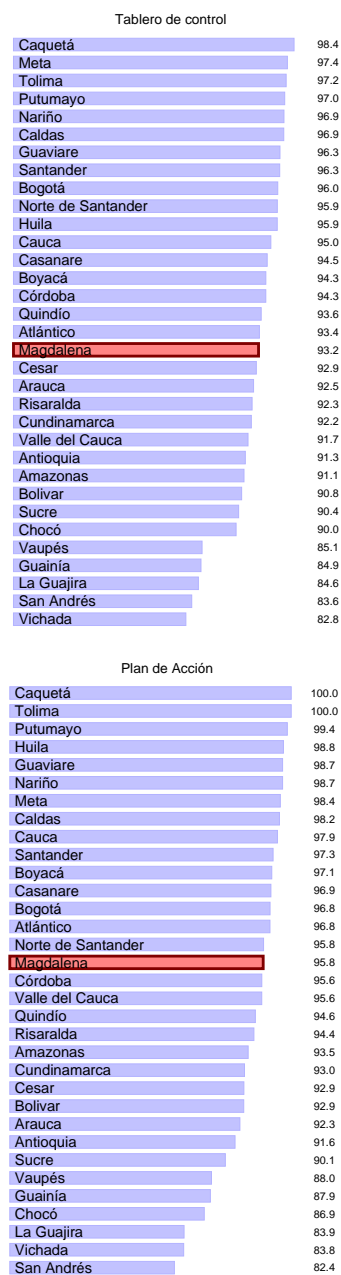 Tablero de control
Caquetá 98.4
Meta 97.4
Tolima 97.2
Putumayo 97.0
Nariño 96.9
Caldas 96.9
Guaviare 96.3
Santander 96.3
Bogotá 96.0
Norte de Santander 95.9
Huila 95.9
Cauca 95.0
Casanare 94.5
Boyacá 94.3
Córdoba 94.3
Quindío 93.6
Atlántico 93.4
Magdalena 93.2
Cesar 92.9
Arauca 92.5
Risaralda 92.3
Cundinamarca 92.2
Valle del Cauca 91.7
Antioquia 91.3
Amazonas 91.1
Bolivar 90.8
Sucre 90.4
Chocó 90.0
Vaupés 85.1
Guainía 84.9
La Guajira 84.6
San Andrés 83.6
Vichada 82.8
Plan de Acción
Caquetá 100.0
Tolima 100.0
Putumayo 99.4
Huila 98.8
Guaviare 98.7
Nariño 98.7
Meta 98.4
Caldas 98.2
Cauca 97.9
Santander 97.3
Boyacá 97.1
Casanare 96.9
Bogotá 96.8
Atlántico 96.8
Norte de Santander 95.8
Magdalena 95.8
Córdoba 95.6
Valle del Cauca 95.6
Quindío 94.6
Risaralda 94.4
Amazonas 93.5
Cundinamarca 93.0
Cesar 92.9
Bolivar 92.9
Arauca 92.3
Antioquia 91.6
Sucre 90.1
Vaupés 88.0
Guainía 87.9
Chocó 86.9
La Guajira 83.9
Vichada 83.8
San Andrés 82.4